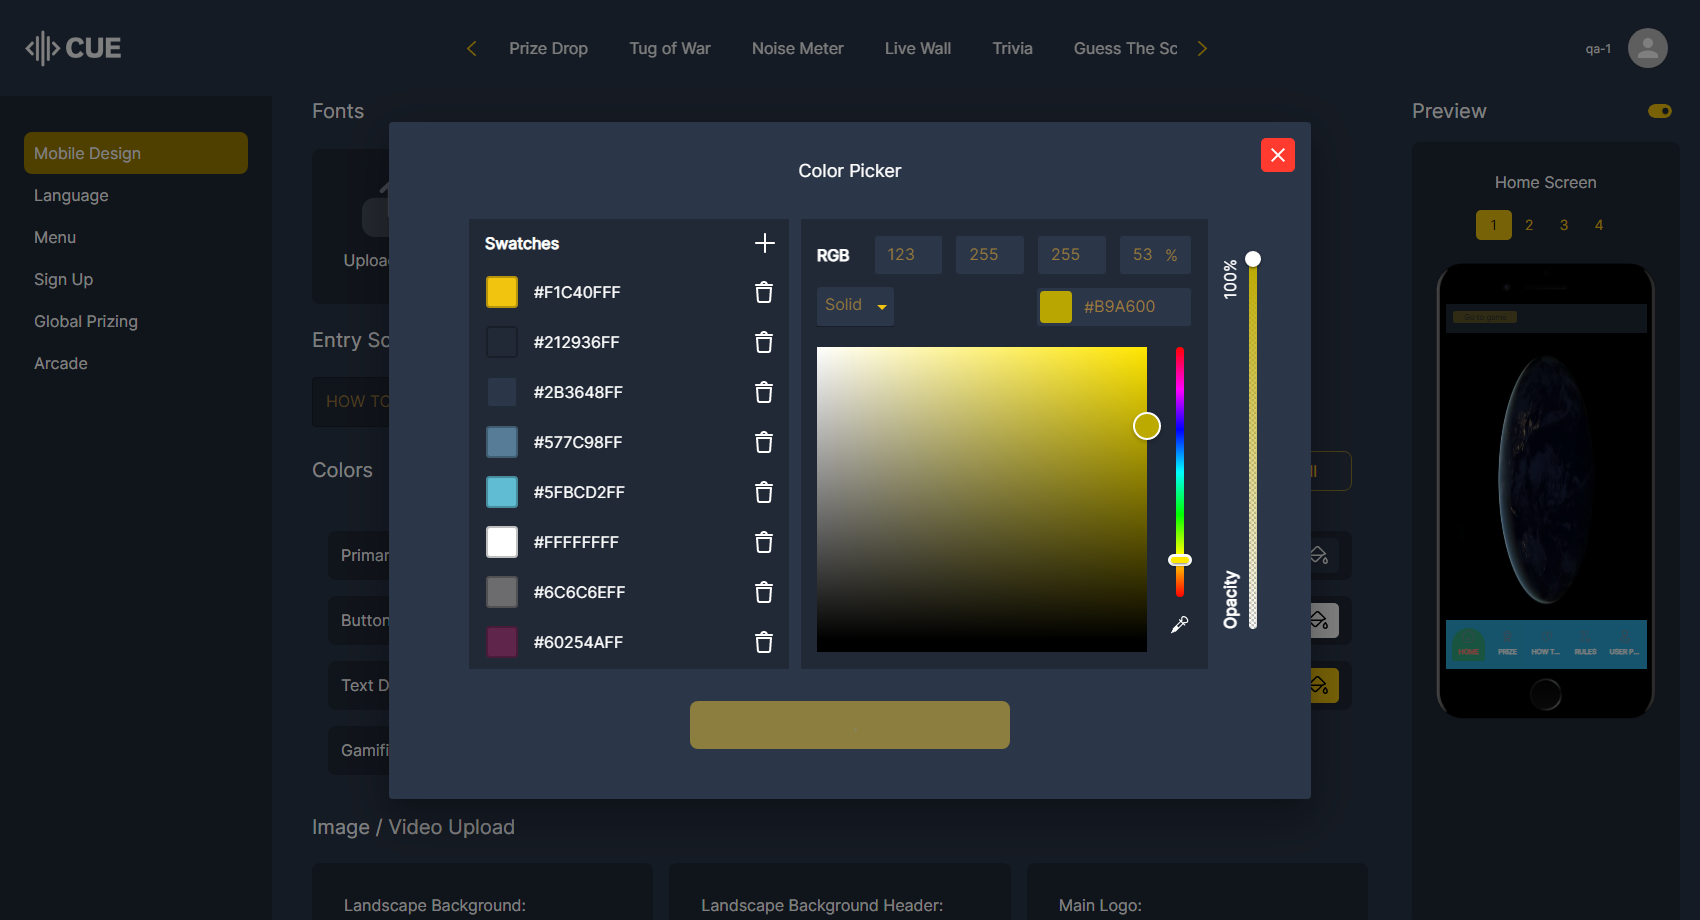 CUE
Prize Drop
Tug of War
Noise Meter
Live Wall
Trivia
Guess The Sc
qa-1
Mobile Design
Language
Menu
Sign Up
Global Prizing
Arcade
Fonts
Uploa
Entry Sc
HOW TO
Colors
Primar
Button
Text D
Gamifi
Image / Video Upload
Landscape Background:
Landscape Background Header:
Main Logo:
Color Picker
Swatches
#F1C40FFF
#212936FF
#2B3648FF
#577C98FF
#5FBCD2FF
#FFFFFFFF
#6C6C6EFF
#60254AFF
RGB
123
255
255
53 %
Solid
#B9A600
100%
Opacity
Preview
Home Screen
1 2 3 4
Go to game
HOME
PRIZE
HOW T...
RULES
USER P...